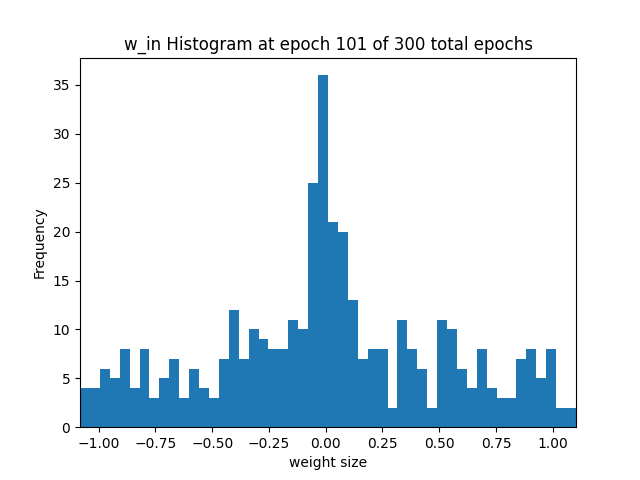 w_in Histogram at epoch 101 of 300 total epochs
35
30
25
20
15
10
5
0
Frequency
−1.00 −0.75 −0.50 −0.25 0.00 0.25 0.50 0.75 1.00
weight size